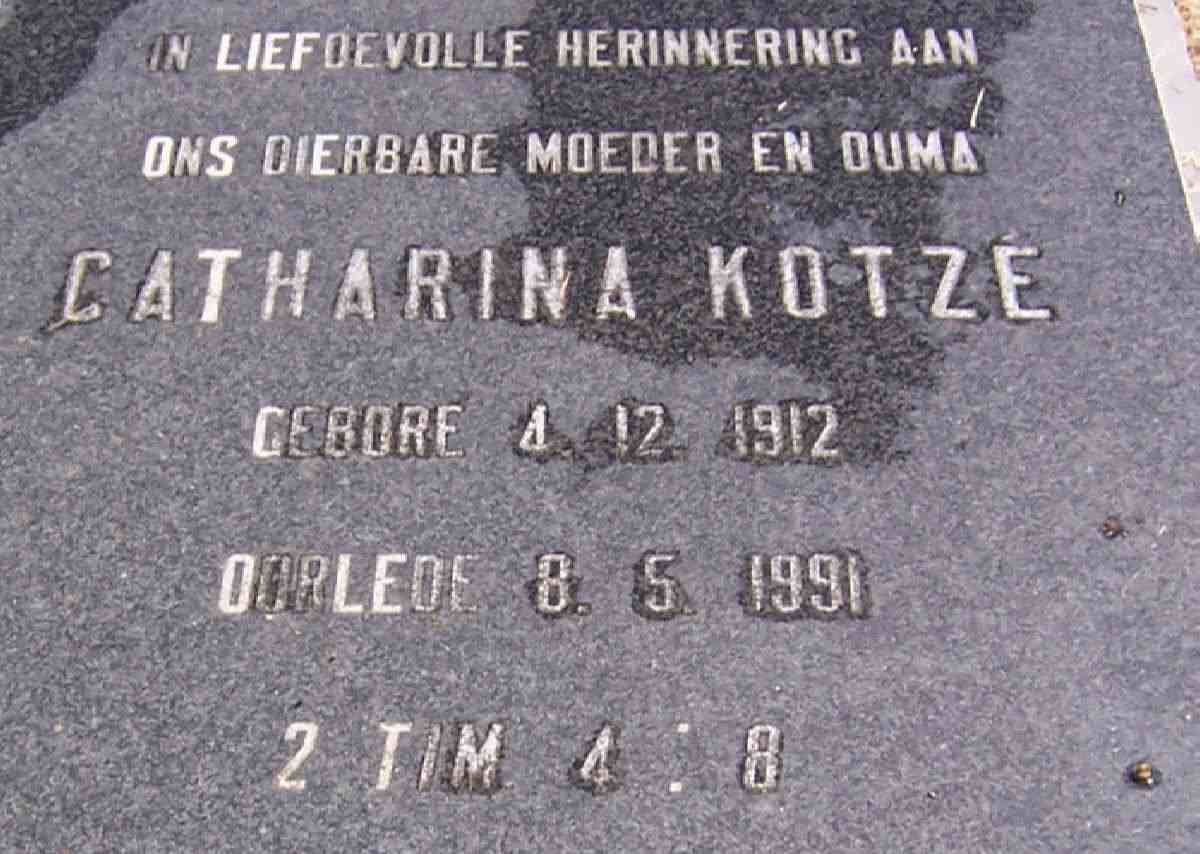 IN LIEFDEVOLLE HERINNERING AAN
ONS DIERBARE MOEDER EN OUMA
CATHARINA KOTZE
GEBORE 4. 12. 1912
OORLEDE 8. 5. 1991
2 TIM 4 : 8